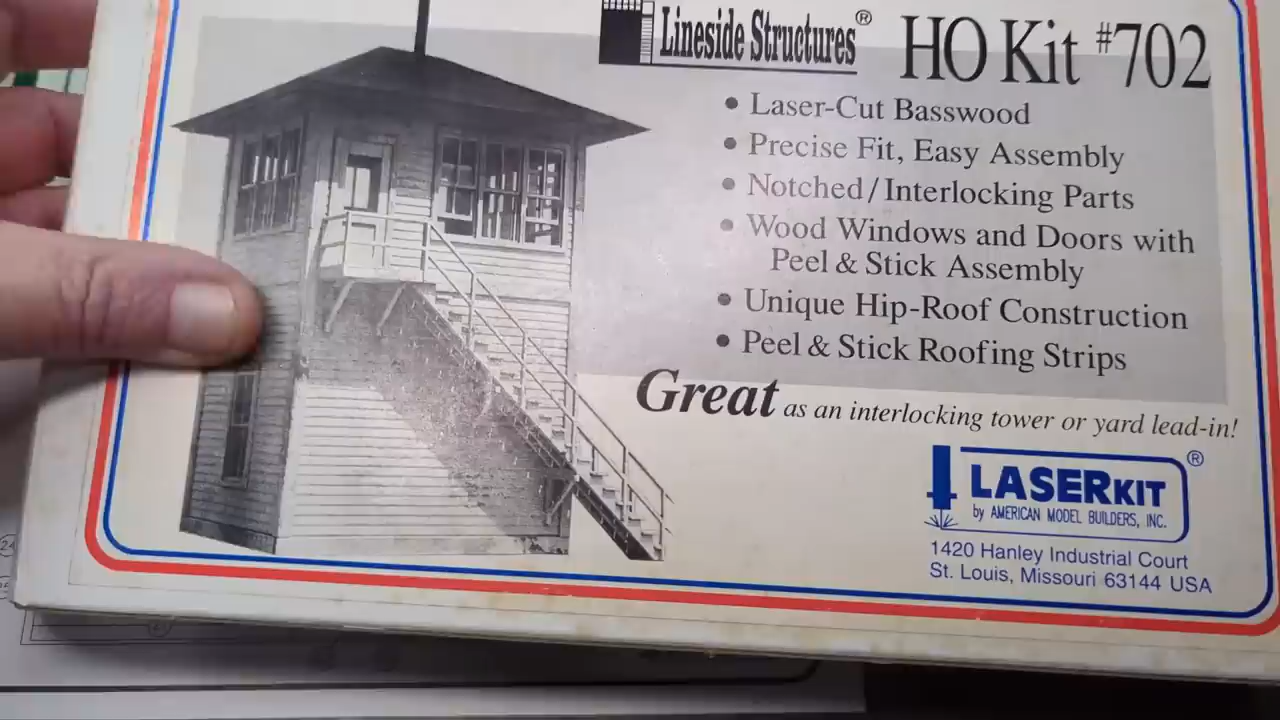 Lineside Structures®
HO Kit #702
• Laser-Cut Basswood
• Precise Fit, Easy Assembly
• Notched/Interlocking Parts
• Wood Windows and Doors with
Peel & Stick Assembly
• Unique Hip-Roof Construction
• Peel & Stick Roofing Strips
Great as an interlocking tower or yard lead-in!
LASERKIT®
by AMERICAN MODEL BUILDERS, INC.
1420 Hanley Industrial Court
St. Louis, Missouri 63144 USA